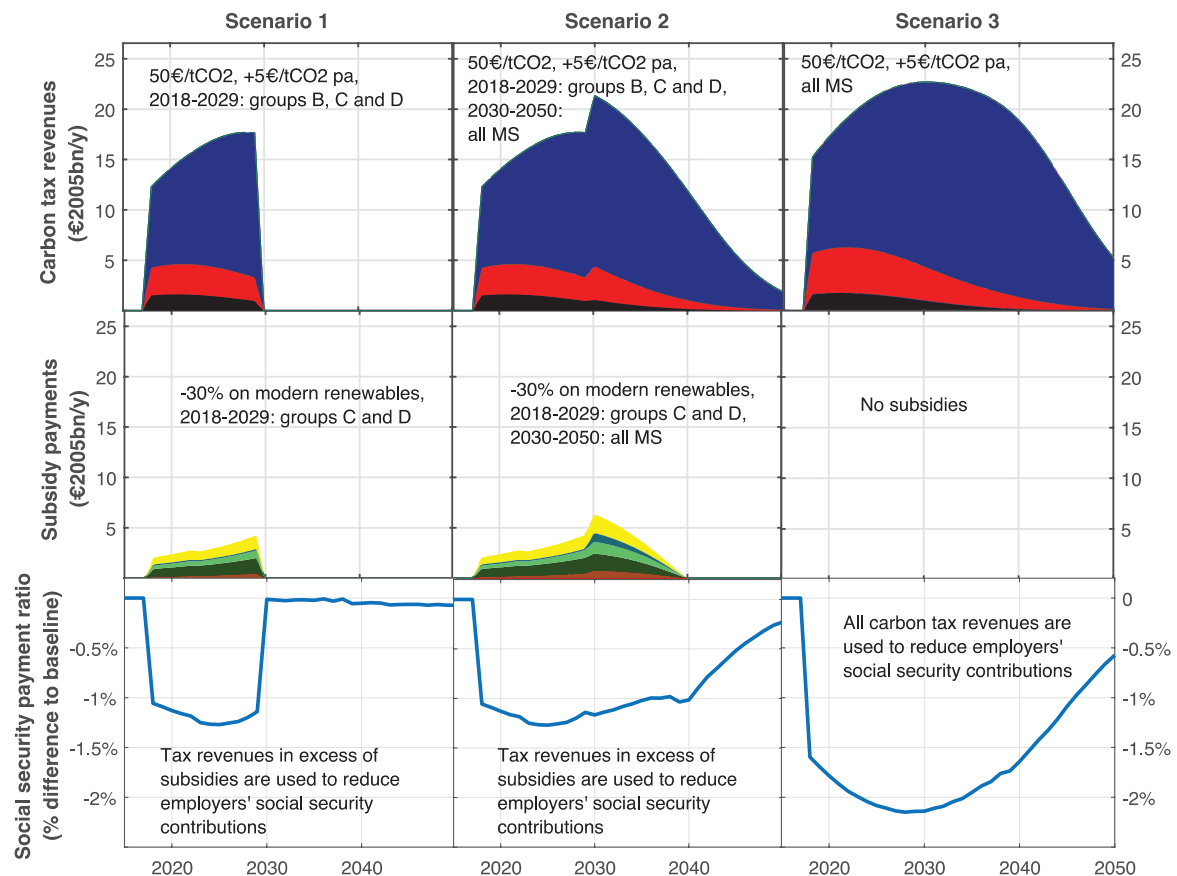 Scenario 1
Scenario 2
Scenario 3
Carbon tax revenues
(€2005bn/y)
25
20
15
10
5
50€/tCO2, +5€/tCO2 pa,
2018-2029: groups B, C and D
50€/tCO2, +5€/tCO2 pa,
2018-2029: groups B, C and D,
2030-2050:
all MS
50€/tCO2, +5€/tCO2 pa,
all MS
25
20
15
10
5
Subsidy payments
(€2005bn/y)
25
20
15
10
5
-30% on modern renewables,
2018-2029: groups C and D
-30% on modern renewables,
2018-2029: groups C and D,
2030-2050: all MS
No subsidies
25
20
15
10
5
Social security payment ratio
(% difference to baseline)
-0.5%
-1%
-1.5%
-2%
Tax revenues in excess of
subsidies are used to reduce
employers' social security
contributions
Tax revenues in excess of
subsidies are used to reduce
employers' social security
contributions
All carbon tax revenues are
used to reduce employers'
social security contributions
0
-0.5%
-1%
-1.5%
-2%
2020
2030
2040
2020
2030
2040
2020
2030
2040
2050